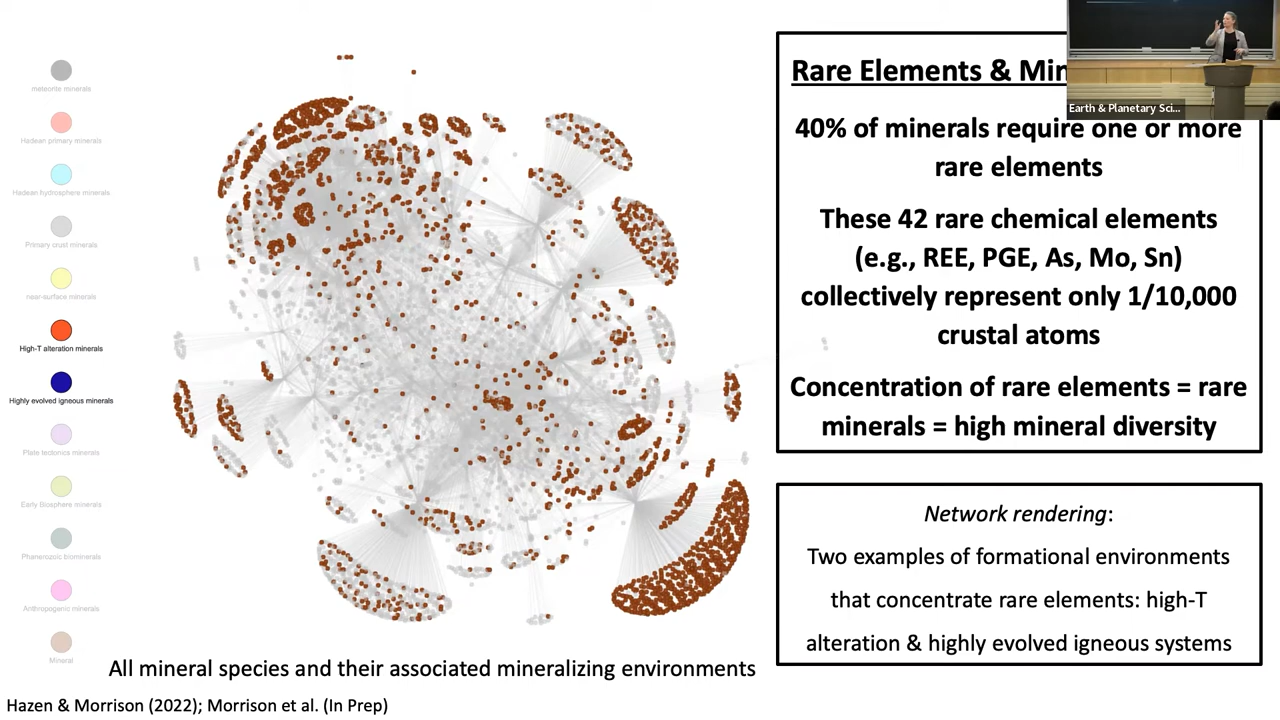 meteorite minerals
Hadean primary minerals
Hadean hydrosphere minerals
Primary crust minerals
near-surface minerals
High-T alteration minerals
Highly evolved igneous minerals
Plate tectonics minerals
Early Biosphere minerals
Phanerozoic biominerals
Anthropogenic minerals
Mineral
All mineral species and their associated mineralizing environments
Hazen & Morrison (2022); Morrison et al. (In Prep)
Rare Elements & Min
Earth & Planetary Sci...
40% of minerals require one or more
rare elements
These 42 rare chemical elements
(e.g., REE, PGE, As, Mo, Sn)
collectively represent only 1/10,000
crustal atoms
Concentration of rare elements = rare
minerals = high mineral diversity
Network rendering:
Two examples of formational environments
that concentrate rare elements: high-T
alteration & highly evolved igneous systems